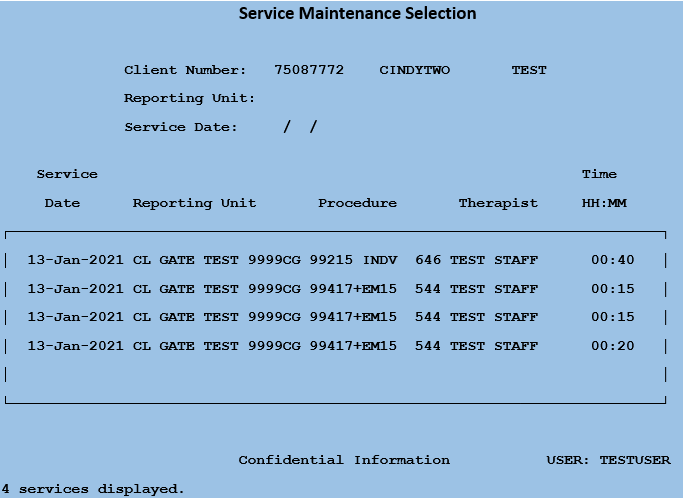 Service Maintenance Selection
Client Number: 75087772 CINDYTWO TEST
Reporting Unit:
Service Date: / /
Service Time
Date Reporting Unit Procedure Therapist HH:MM
13-Jan-2021 CL GATE TEST 9999CG 99215 INDV 646 TEST STAFF 00:40
13-Jan-2021 CL GATE TEST 9999CG 99417+EM15 544 TEST STAFF 00:15
13-Jan-2021 CL GATE TEST 9999CG 99417+EM15 544 TEST STAFF 00:15
13-Jan-2021 CL GATE TEST 9999CG 99417+EM15 544 TEST STAFF 00:20
Confidential Information USER: TESTUSER
4 services displayed.